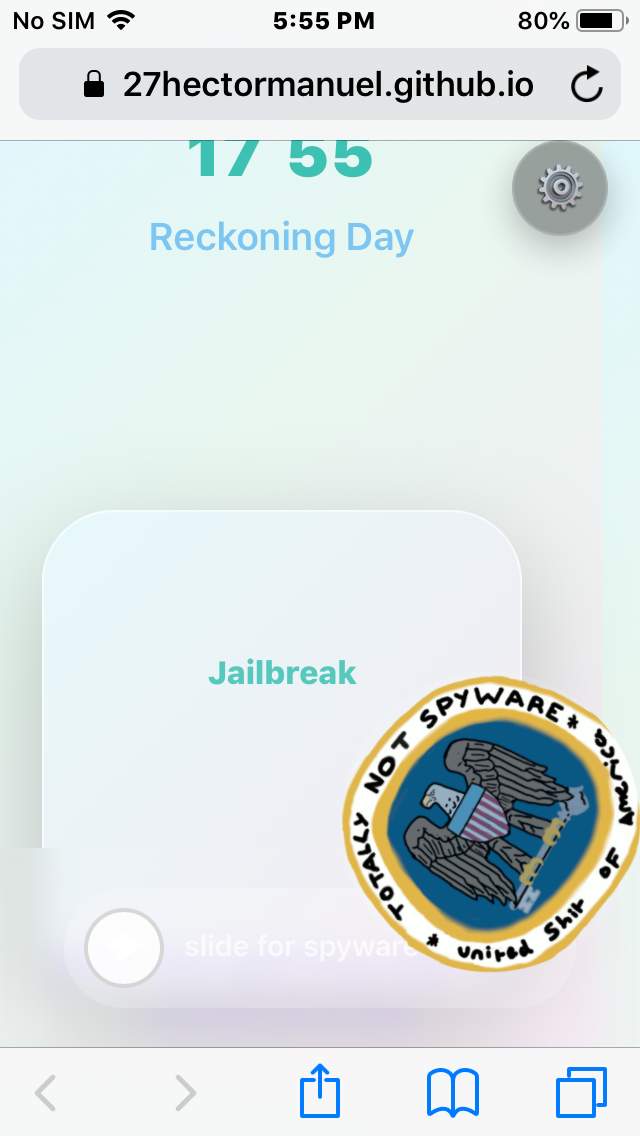 No SIM 5:55 PM 80%
27hectormanuel.github.io
17 55
Reckoning Day
Jailbreak
* TOTALLY NOT SPYWARE * United Shit OF America
slide for spyware